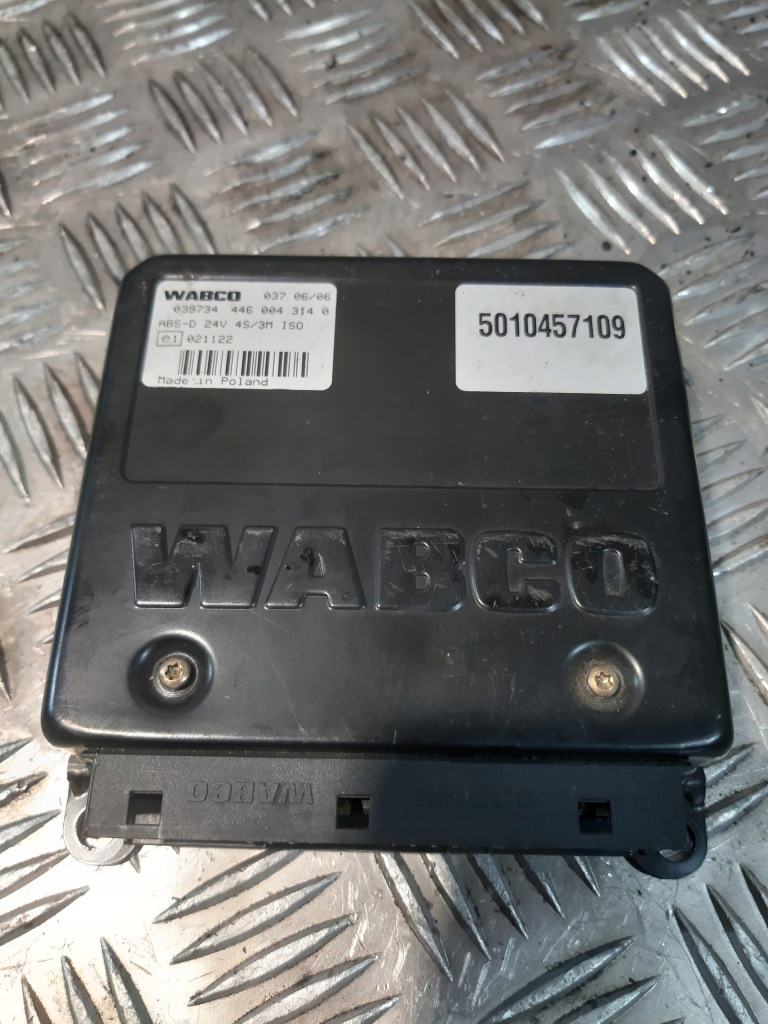 WABCO 037 06/06
039734 446 004 314 0
ABS-D 24V 4S/3M ISO
e1 021122
Made in Poland
5010457109
WABCO
WABCO